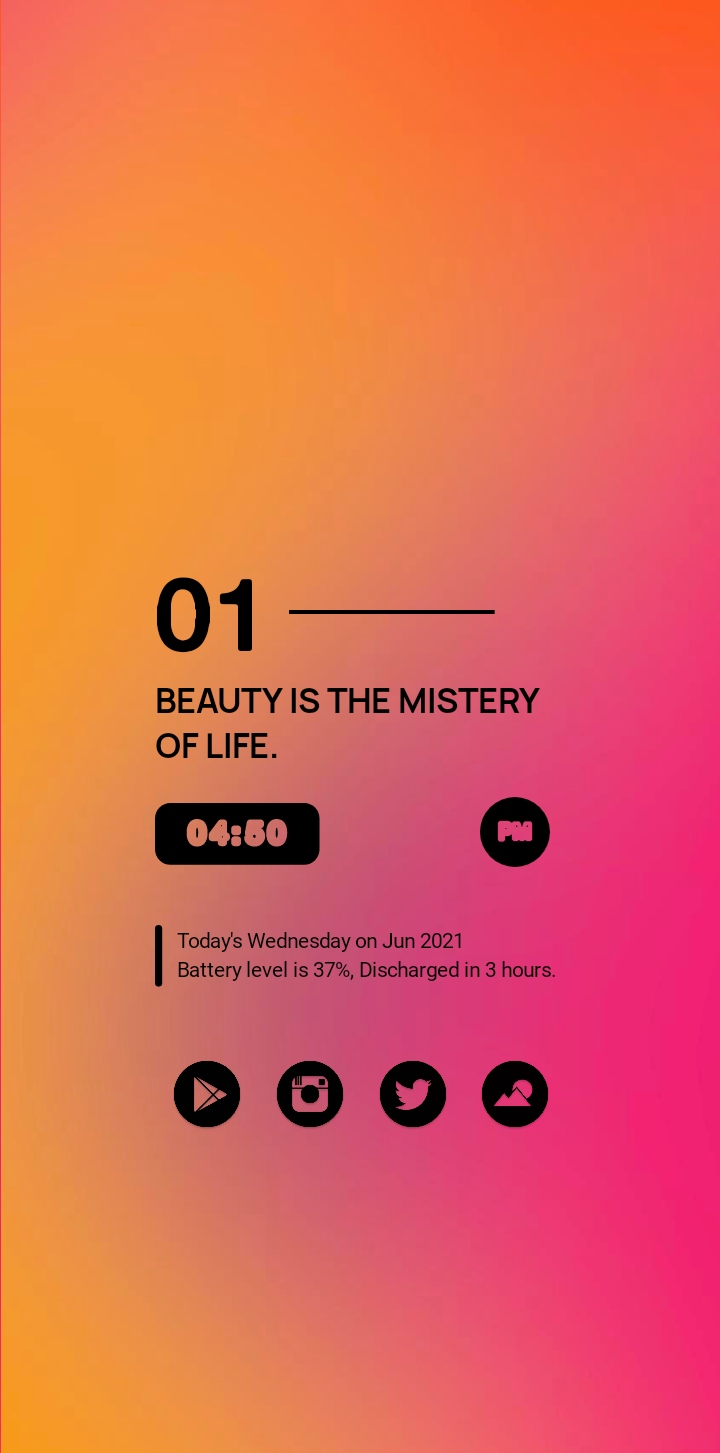 01
BEAUTY IS THE MISTERY
OF LIFE.
04:50
PM
Today's Wednesday on Jun 2021
Battery level is 37%, Discharged in 3 hours.